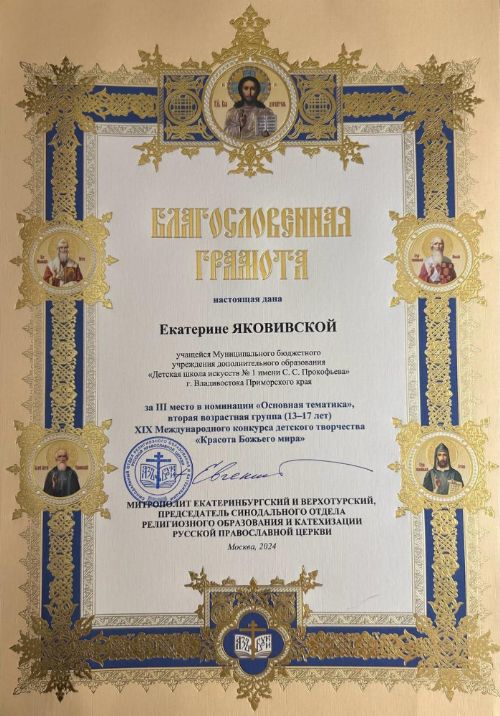 БЛАГОСЛОВЕННАЯ
ГРАМОТА
настоящая дана
Екатерине ЯКОВИВСКОЙ
учащейся Муниципального бюджетного
учреждения дополнительного образования
«Детская школа искусств № 1 имени С. С. Прокофьева»
г. Владивостока Приморского края
за III место в номинации «Основная тематика»,
вторая возрастная группа (13–17 лет)
XIX Международного конкурса детского творчества
«Красота Божьего мира»
МИТРОПОЛИТ ЕКАТЕРИНБУРГСКИЙ И ВЕРХОТУРСКИЙ,
ПРЕДСЕДАТЕЛЬ СИНОДАЛЬНОГО ОТДЕЛА
РЕЛИГИОЗНОГО ОБРАЗОВАНИЯ И КАТЕХИЗАЦИИ
РУССКОЙ ПРАВОСЛАВНОЙ ЦЕРКВИ
Москва, 2024